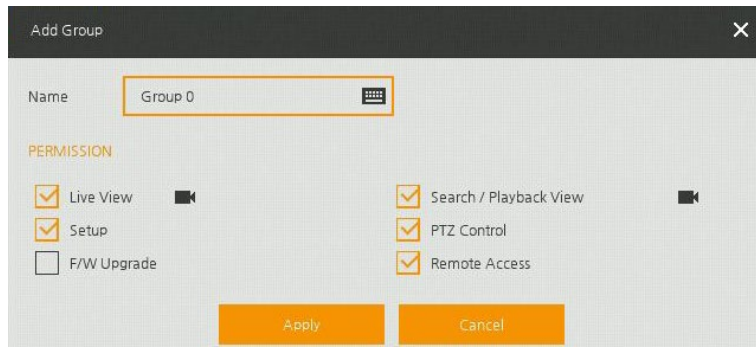 Add Group
Name Group 0
PERMISSION
Live View Search / Playback View
Setup PTZ Control
F/W Upgrade Remote Access
Apply Cancel